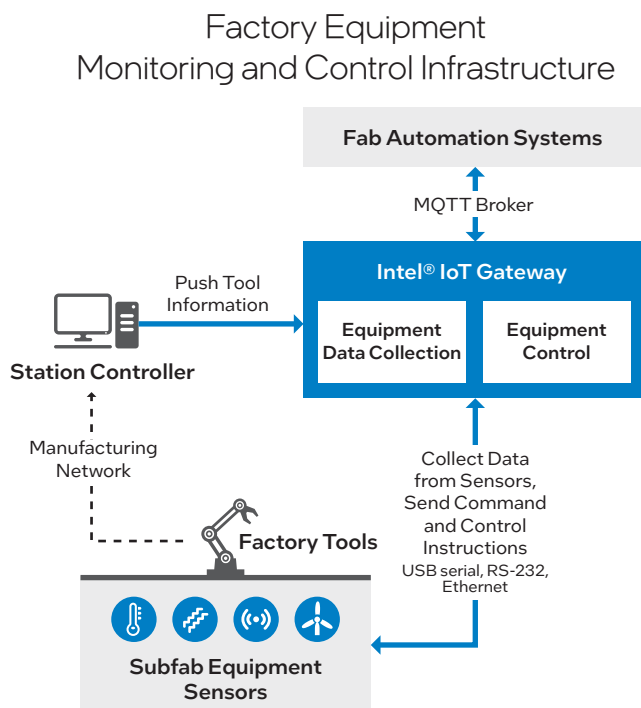 Factory Equipment
Monitoring and Control Infrastructure
Fab Automation Systems
MQTT Broker
Intel® IoT Gateway
Push Tool
Information
Equipment
Data Collection
Equipment
Control
Station Controller
Manufacturing
Network
Collect Data
from Sensors,
Send Command
and Control
Instructions
USB serial, RS-232,
Ethernet
Factory Tools
Subfab Equipment
Sensors